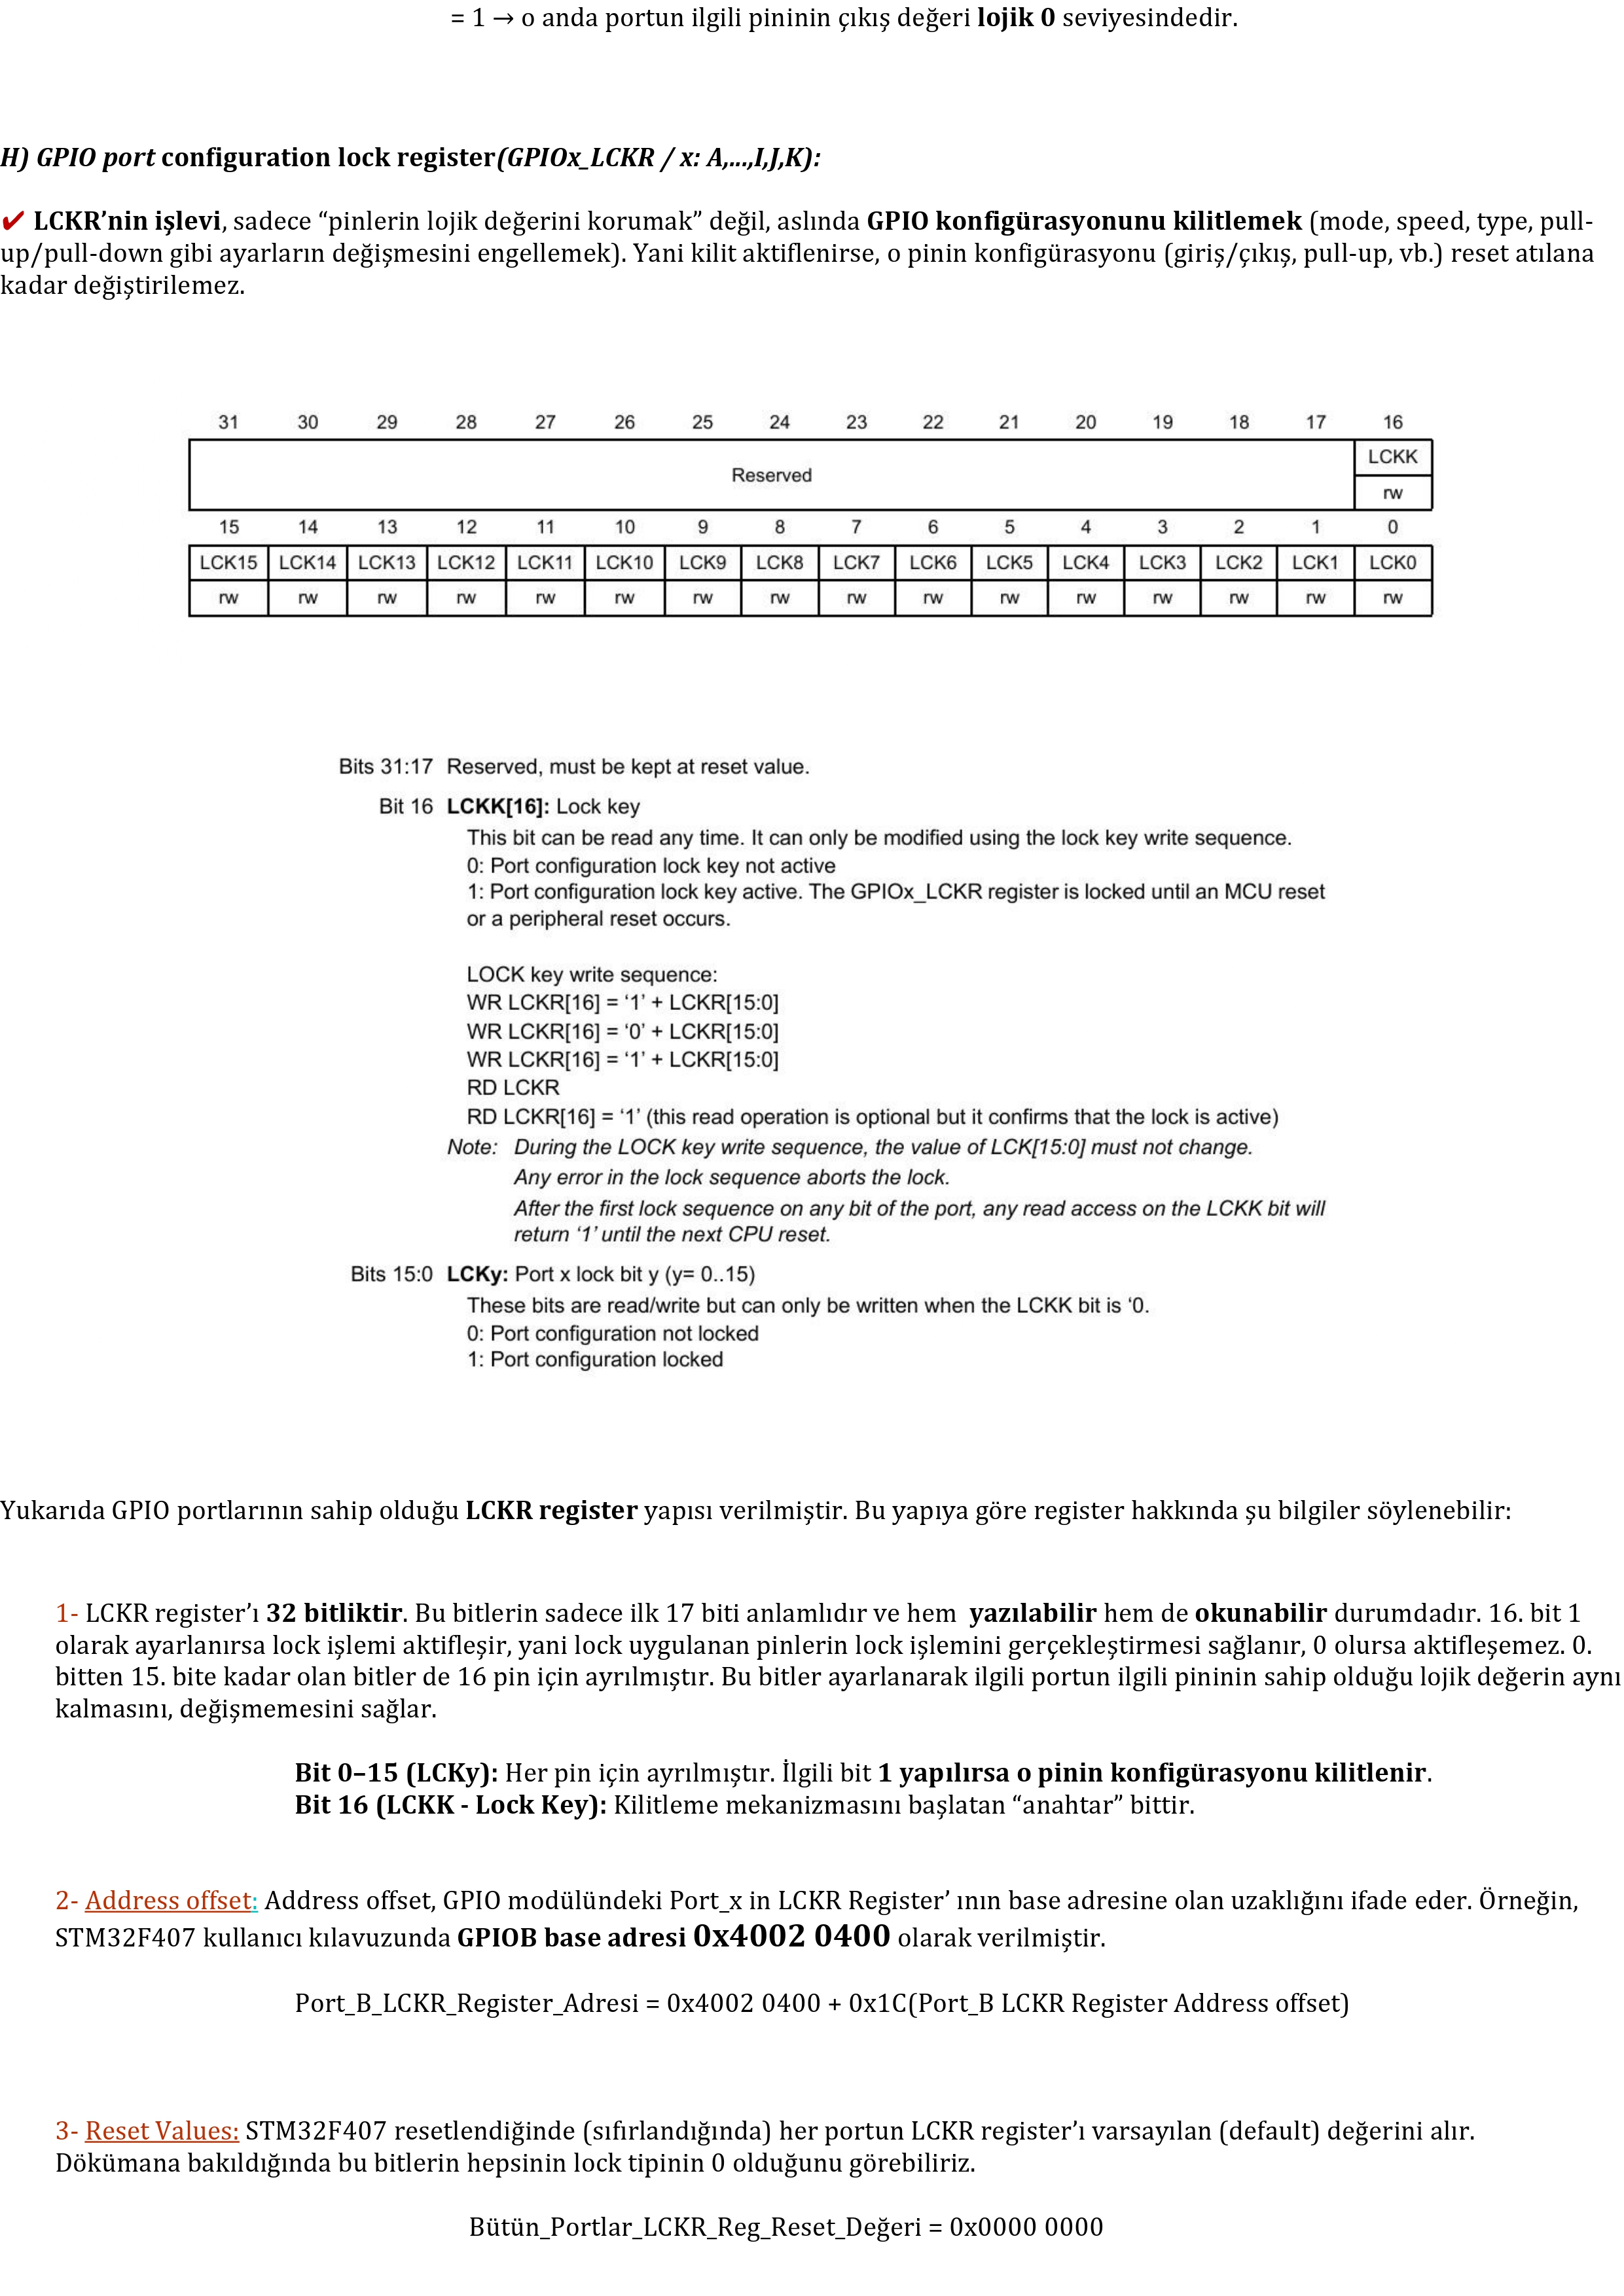 = 1 → o anda portun ilgili pininin çıkış değeri lojik 0 seviyesindedir.
H) GPIO port configuration lock register(GPIOx_LCKR / x: A,...,I,J,K):
✔ LCKR’nin işlevi, sadece “pinlerin lojik değerini korumak” değil, aslında GPIO konfigürasyonunu kilitlemek (mode, speed, type, pull-
up/pull-down gibi ayarların değişmesini engellemek). Yani kilit aktiflenirse, o pinin konfigürasyonu (giriş/çıkış, pull-up, vb.) reset atılana
kadar değiştirilemez.
31 30 29 28 27 26 25 24 23 22 21 20 19 18 17 16
Reserved LCKK
rw
15 14 13 12 11 10 9 8 7 6 5 4 3 2 1 0
LCK15 LCK14 LCK13 LCK12 LCK11 LCK10 LCK9 LCK8 LCK7 LCK6 LCK5 LCK4 LCK3 LCK2 LCK1 LCK0
rw rw rw rw rw rw rw rw rw rw rw rw rw rw rw rw
Bits 31:17 Reserved, must be kept at reset value.
Bit 16 LCKK[16]: Lock key
This bit can be read any time. It can only be modified using the lock key write sequence.
0: Port configuration lock key not active
1: Port configuration lock key active. The GPIOx_LCKR register is locked until an MCU reset
or a peripheral reset occurs.
LOCK key write sequence:
WR LCKR[16] = ‘1’ + LCKR[15:0]
WR LCKR[16] = ‘0’ + LCKR[15:0]
WR LCKR[16] = ‘1’ + LCKR[15:0]
RD LCKR
RD LCKR[16] = ‘1’ (this read operation is optional but it confirms that the lock is active)
Note: During the LOCK key write sequence, the value of LCK[15:0] must not change.
Any error in the lock sequence aborts the lock.
After the first lock sequence on any bit of the port, any read access on the LCKK bit will
return ‘1’ until the next CPU reset.
Bits 15:0 LCKy: Port x lock bit y (y= 0..15)
These bits are read/write but can only be written when the LCKK bit is ‘0.
0: Port configuration not locked
1: Port configuration locked
Yukarıda GPIO portlarının sahip olduğu LCKR register yapısı verilmiştir. Bu yapıya göre register hakkında şu bilgiler söylenebilir:
1- LCKR register’ı 32 bitliktir. Bu bitlerin sadece ilk 17 biti anlamlıdır ve hem yazılabilir hem de okunabilir durumdadır. 16. bit 1
olarak ayarlanırsa lock işlemi aktifleşir, yani lock uygulanan pinlerin lock işlemini gerçekleştirmesi sağlanır, 0 olursa aktifleşemez. 0.
bitten 15. bite kadar olan bitler de 16 pin için ayrılmıştır. Bu bitler ayarlanarak ilgili portun ilgili pininin sahip olduğu lojik değerin aynı
kalmasını, değişmemesini sağlar.
Bit 0–15 (LCKy): Her pin için ayrılmıştır. İlgili bit 1 yapılırsa o pinin konfigürasyonu kilitlenir.
Bit 16 (LCKK - Lock Key): Kilitleme mekanizmasını başlatan “anahtar” bittir.
2- Address offset: Address offset, GPIO modülündeki Port_x in LCKR Register’ ının base adresine olan uzaklığını ifade eder. Örneğin,
STM32F407 kullanıcı kılavuzunda GPIOB base adresi 0x4002 0400 olarak verilmiştir.
Port_B_LCKR_Register_Adresi = 0x4002 0400 + 0x1C(Port_B LCKR Register Address offset)
3- Reset Values: STM32F407 resetlendiğinde (sıfırlandığında) her portun LCKR register’ı varsayılan (default) değerini alır.
Dökümana bakıldığında bu bitlerin hepsinin lock tipinin 0 olduğunu görebiliriz.
Bütün_Portlar_LCKR_Reg_Reset_Değeri = 0x0000 0000